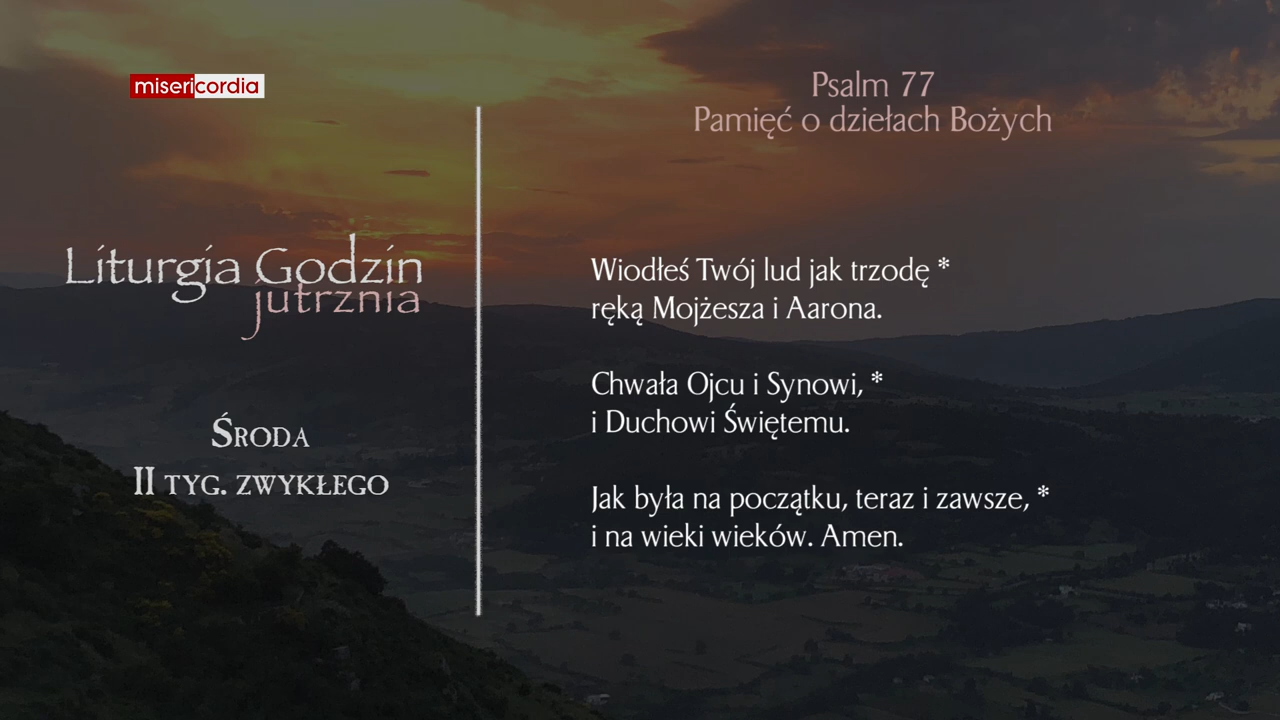 misericordia
Liturgia Godzin
jutrznia
Środa
II tyg. zwykłego
Psalm 77
Pamięć o dziełach Bożych
Wiodłeś Twój lud jak trzodę *
ręką Mojżesza i Aarona.
Chwała Ojcu i Synowi, *
i Duchowi Świętemu.
Jak była na początku, teraz i zawsze, *
i na wieki wieków. Amen.